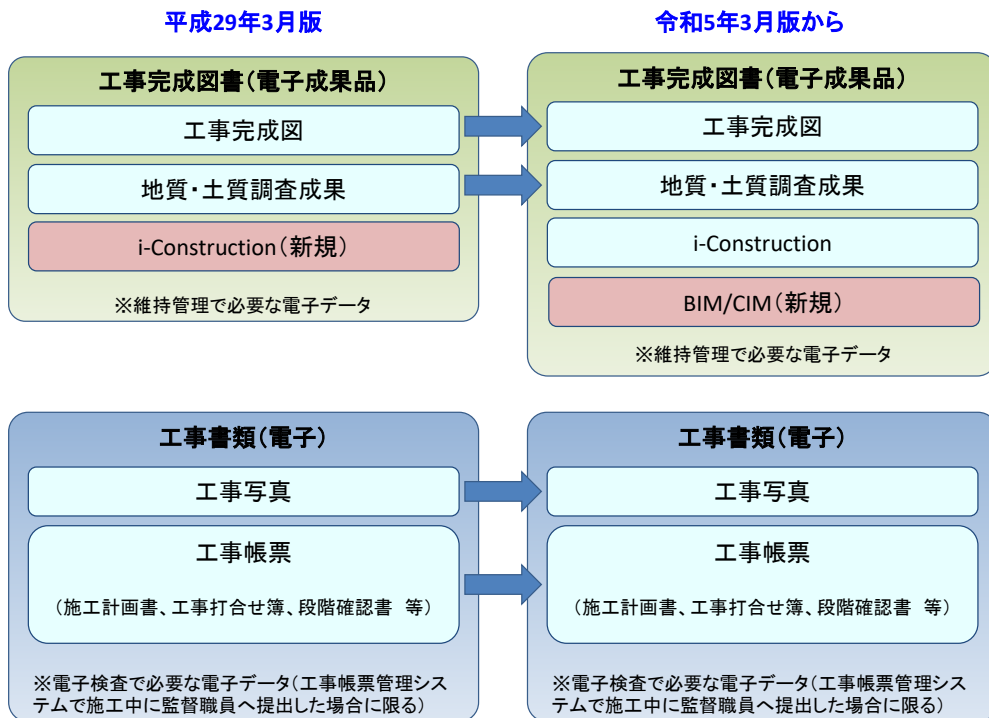 平成29年3月版
工事完成図書(電子成果品)
工事完成図
地質・土質調査成果
i-Construction(新規)
※維持管理で必要な電子データ
工事書類(電子)
工事写真
工事帳票
(施工計画書、工事打合せ簿、段階確認書 等)
※電子検査で必要な電子データ(工事帳票管理シス
テムで施工中に監督職員へ提出した場合に限る)
令和5年3月版から
工事完成図書(電子成果品)
工事完成図
地質・土質調査成果
i-Construction
BIM/CIM(新規)
※維持管理で必要な電子データ
工事書類(電子)
工事写真
工事帳票
(施工計画書、工事打合せ簿、段階確認書 等)
※電子検査で必要な電子データ(工事帳票管理シス
テムで施工中に監督職員へ提出した場合に限る)